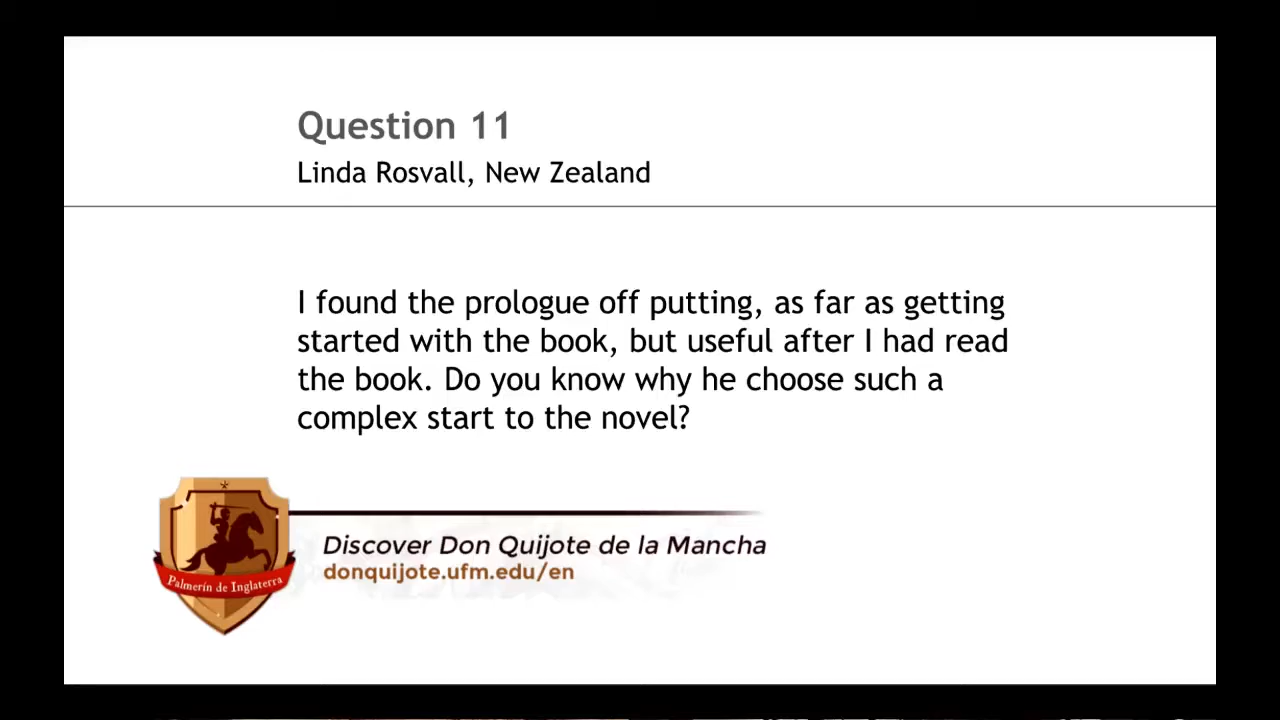 Question 11
Linda Rosvall, New Zealand
I found the prologue off putting, as far as getting
started with the book, but useful after I had read
the book. Do you know why he choose such a
complex start to the novel?
Palmerín de Inglaterra
Discover Don Quijote de la Mancha
donquijote.ufm.edu/en